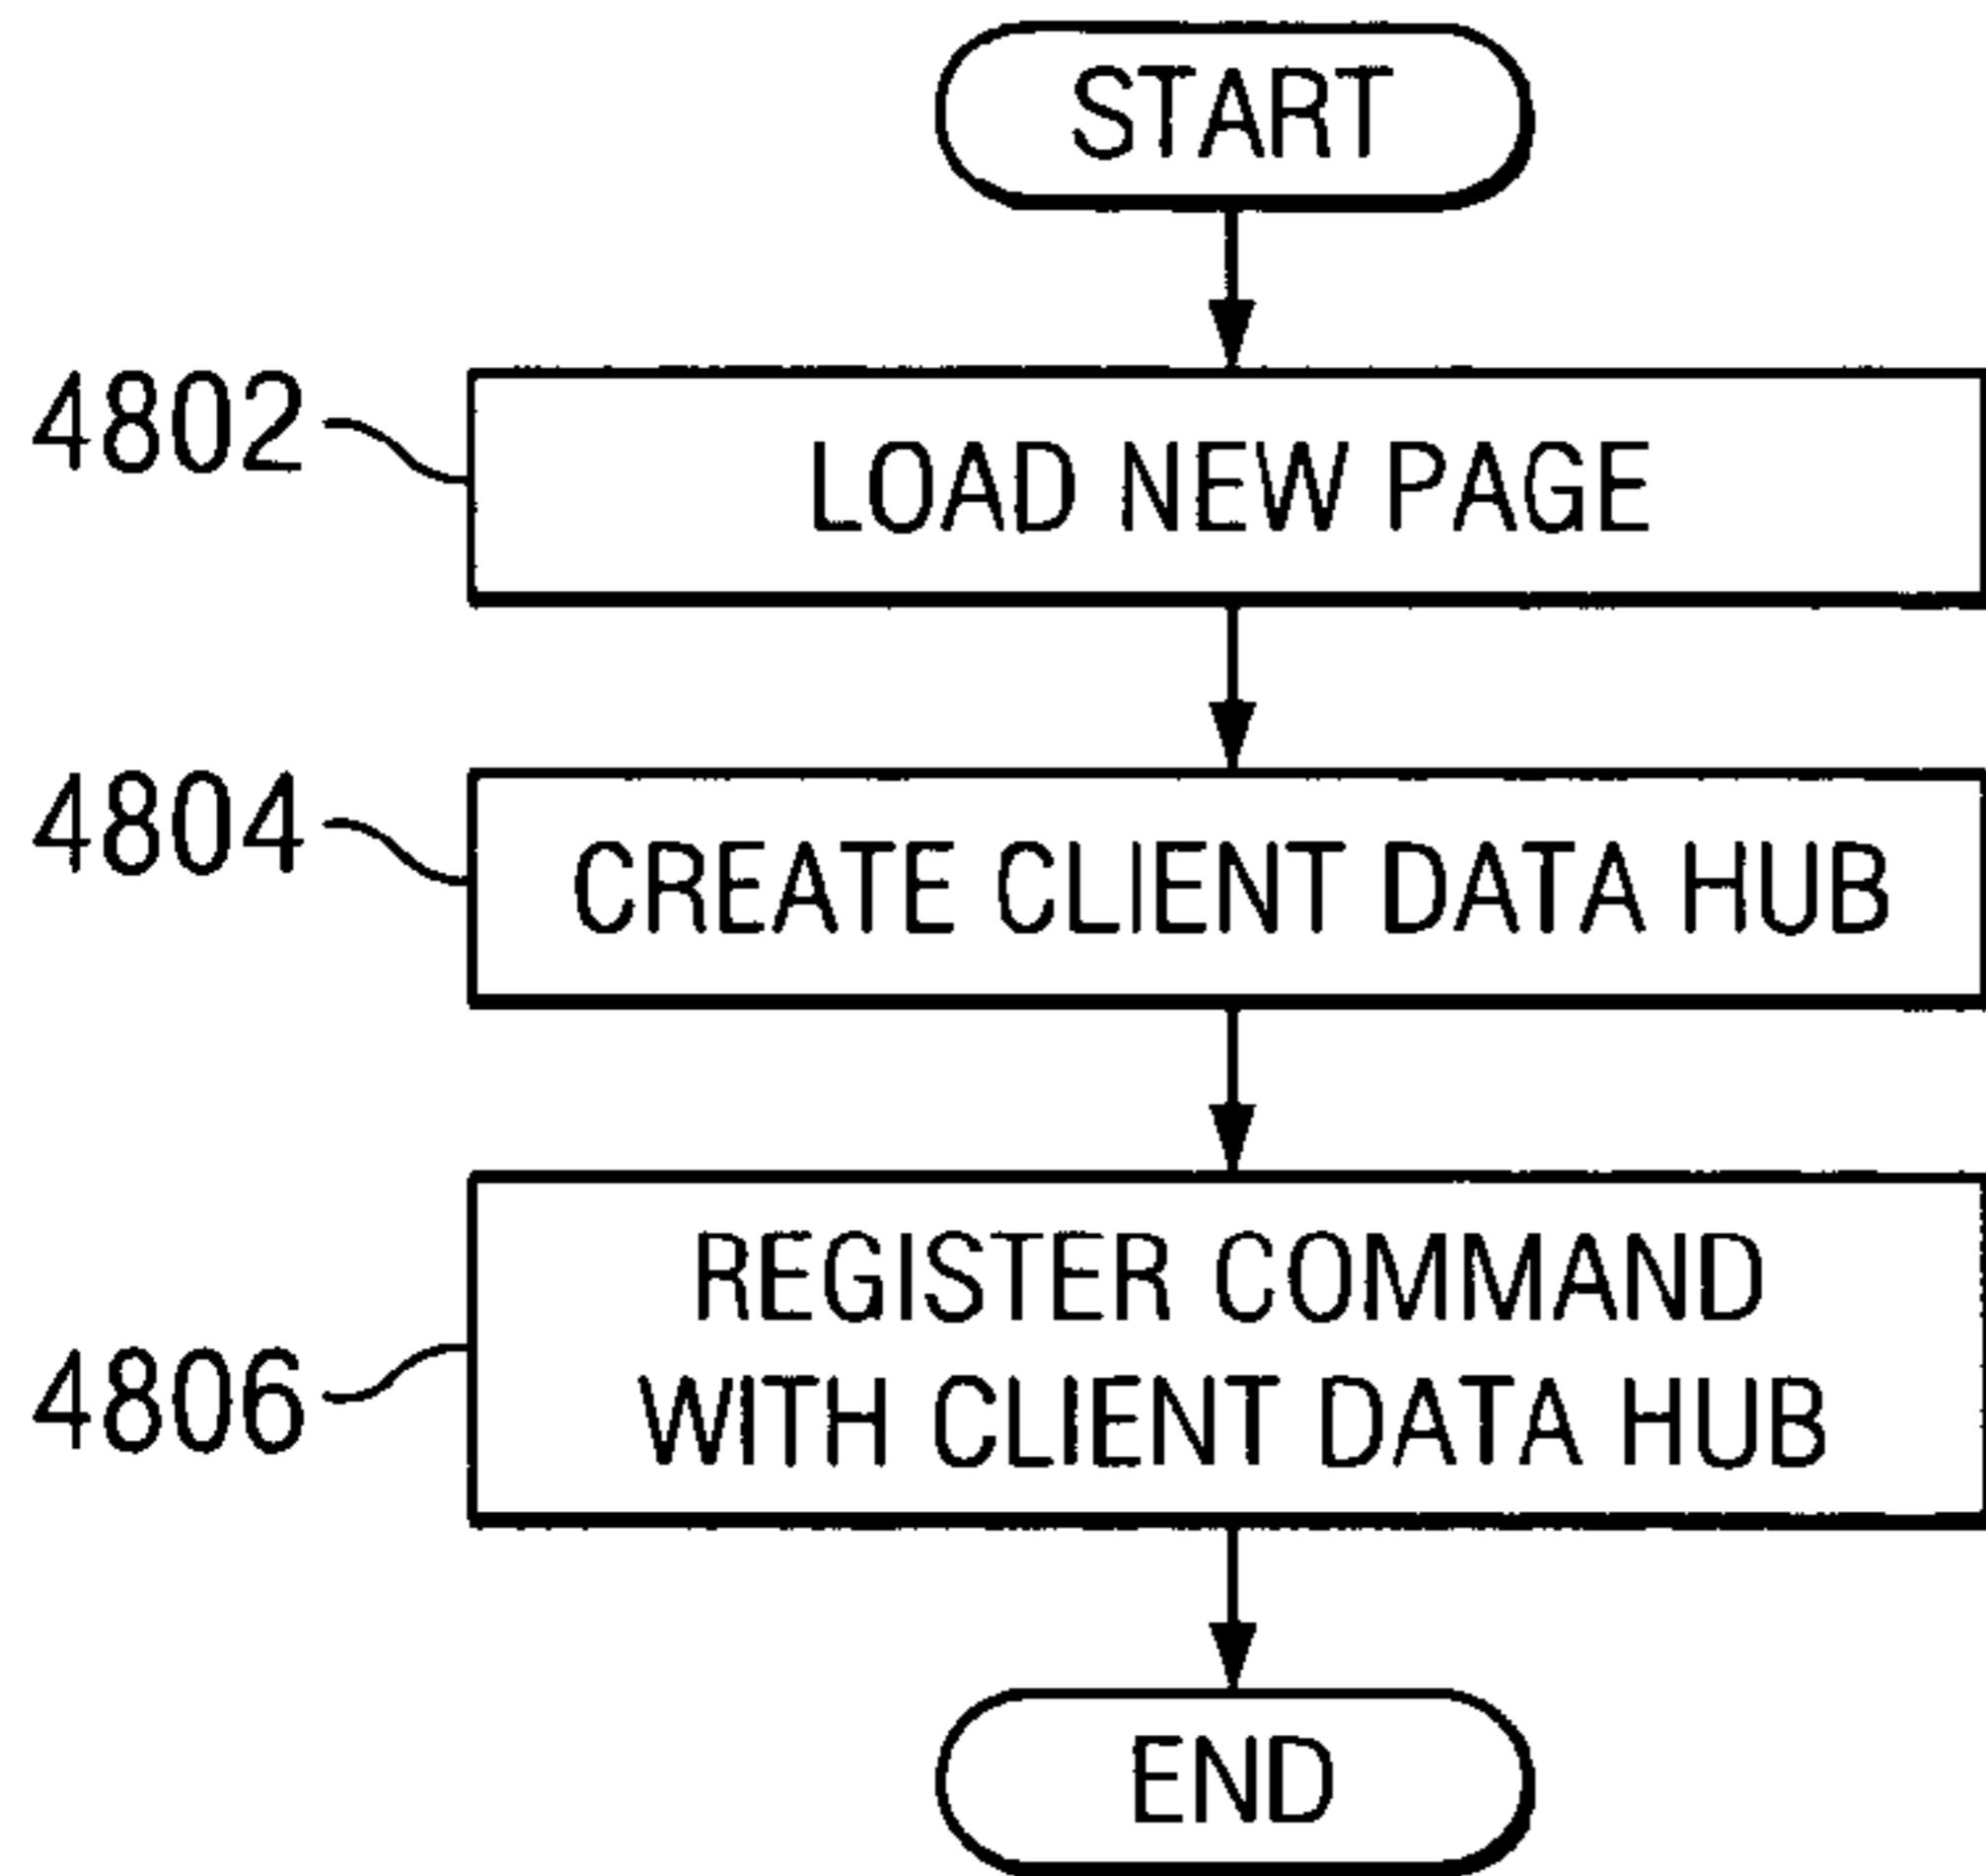 START
4802
LOAD NEW PAGE
4804
CREATE CLIENT DATA HUB
4806
REGISTER COMMAND
WITH CLIENT DATA HUB
END